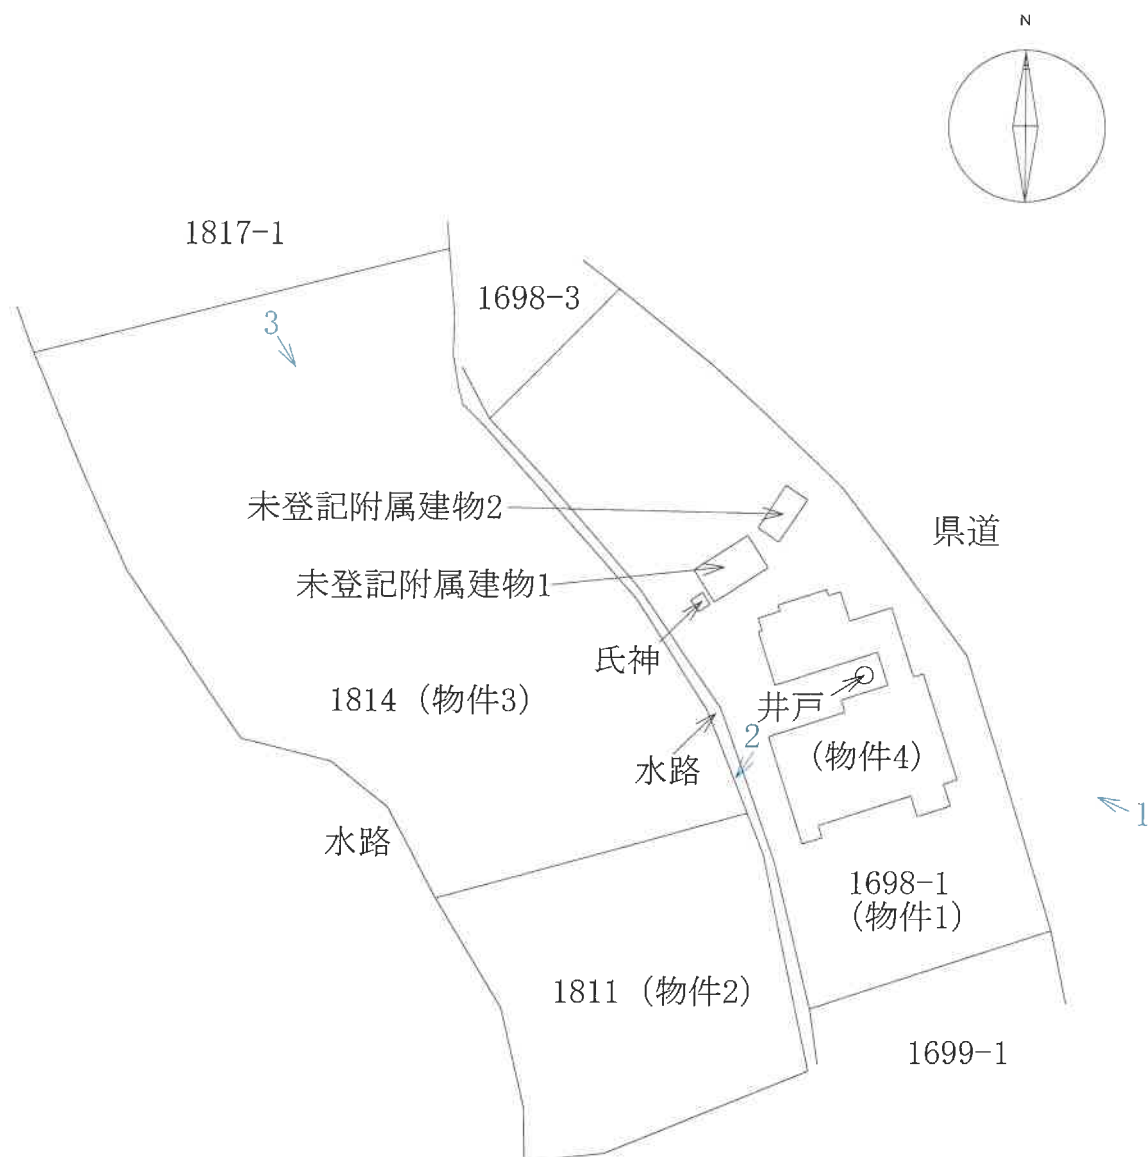 N
1817-1
1698-3
3
未登記附属建物2
県道
未登記附属建物1
氏神
1814（物件3）
井戸
2
水路
（物件4）
1
水路
1698-1
（物件1）
1811（物件2）
1699-1